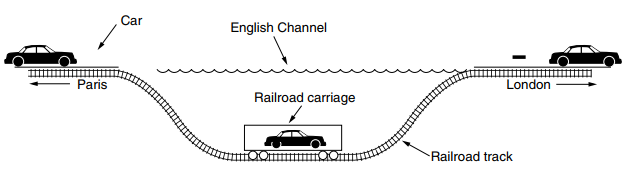 Car
English Channel
Paris
London
Railroad carriage
Railroad track